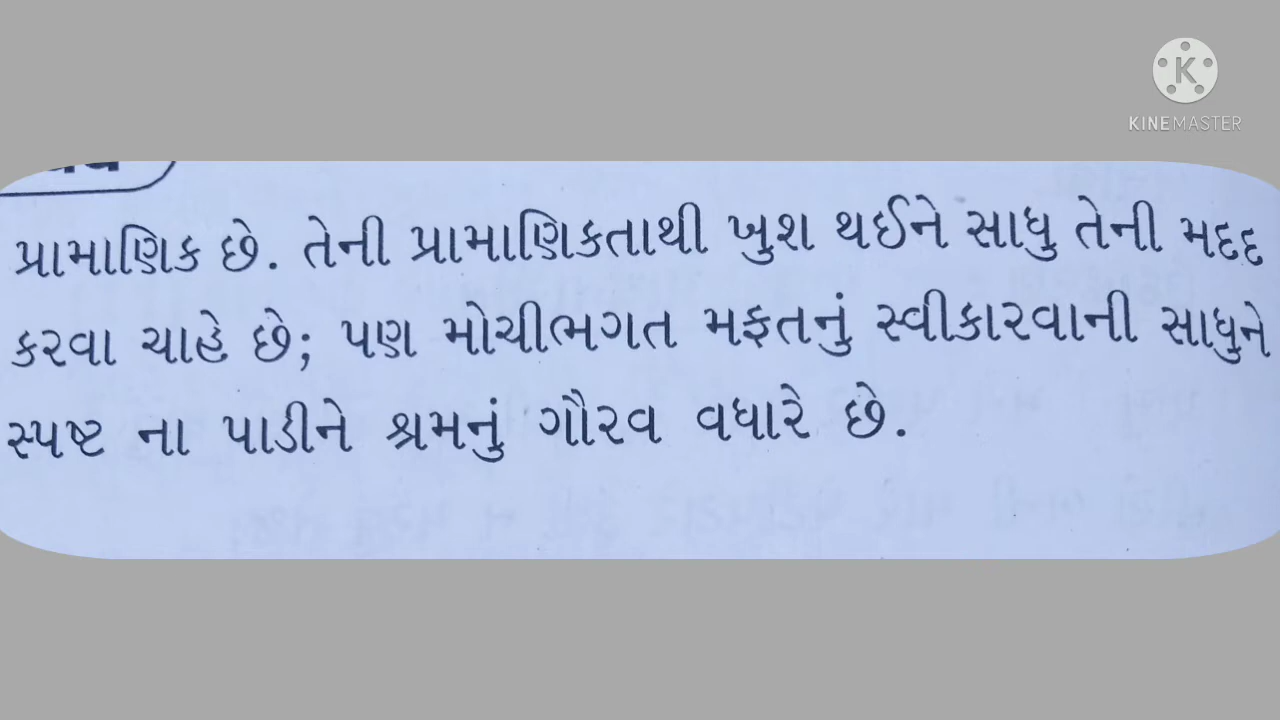 KINEMASTER
પ્રામાણિક છે. તેની પ્રામાણિકતાથી ખુશ થઈને સાધુ તેની મદદ
કરવા ચાહે છે; પણ મોચીભગત મફતનું સ્વીકારવાની સાધુને
સ્પષ્ટ ના પાડીને શ્રમનું ગૌરવ વધારે છે.